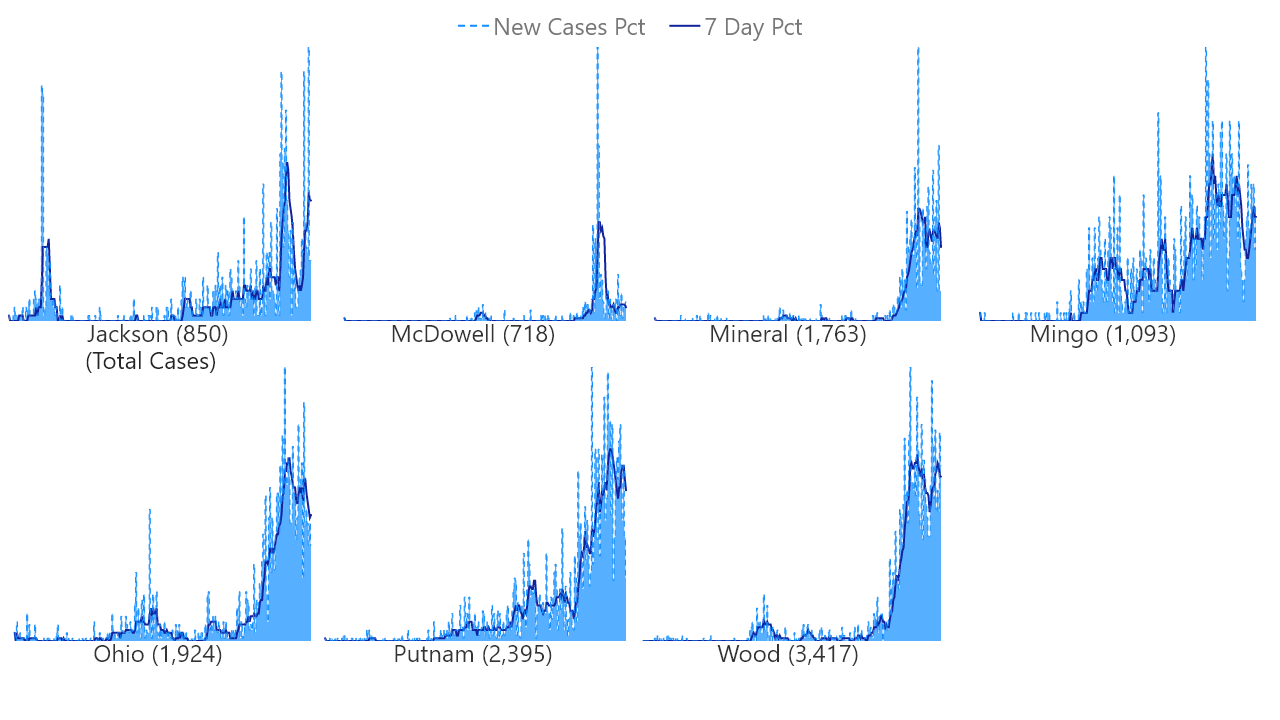 New Cases Pct 7 Day Pct
Jackson (850)
(Total Cases)
McDowell (718)
Mineral (1,763)
Mingo (1,093)
Ohio (1,924)
Putnam (2,395)
Wood (3,417)